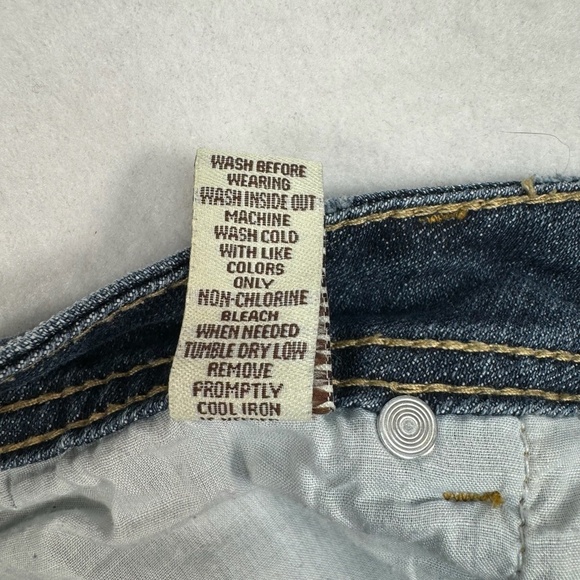 WASH BEFORE
WEARING
WASH INSIDE OUT
MACHINE
WASH COLD
WITH LIKE
COLORS
ONLY
NON-CHLORINE
BLEACH
WHEN NEEDED
TUMBLE DRY LOW
REMOVE
PROMPTLY
COOL IRON